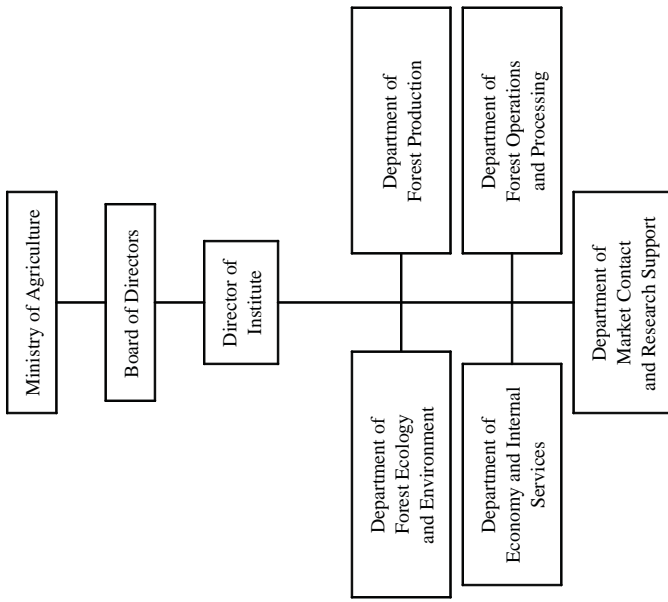 Ministry of Agriculture
Board of Directors
Director of
Institute
Department of
Forest Ecology
and Environment
Department of
Forest Production
Department of
Economy and Internal
Services
Department of
Forest Operations
and Processing
Department of
Market Contact
and Research Support